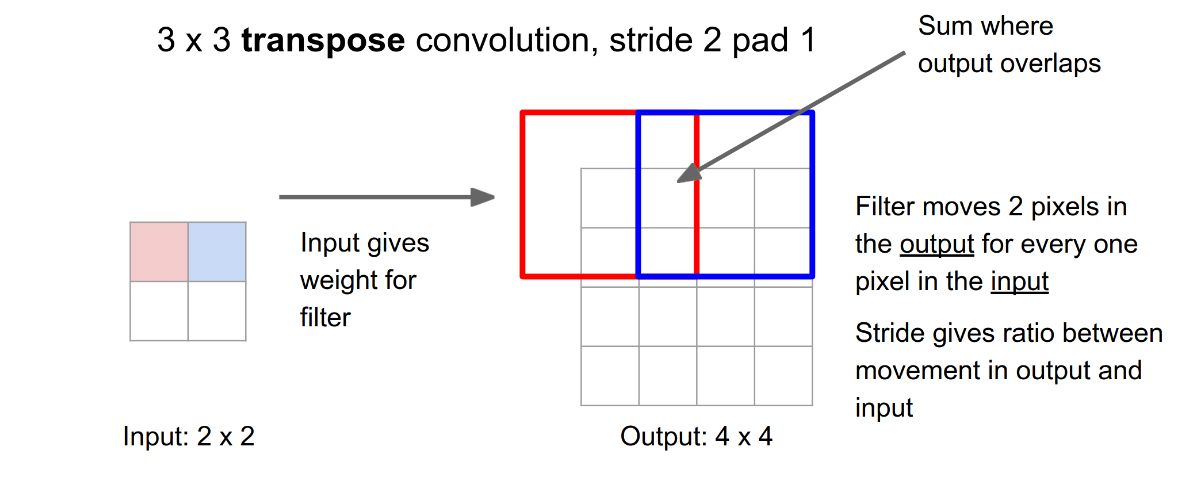 3 x 3 transpose convolution, stride 2 pad 1
Sum where
output overlaps
Input gives
weight for
filter
Filter moves 2 pixels in
the output for every one
pixel in the input
Stride gives ratio between
movement in output and
input
Input: 2 x 2
Output: 4 x 4